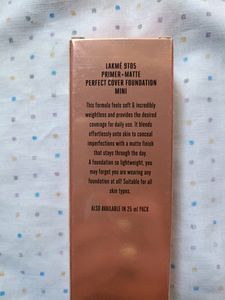 LAKMÉ 9TO5
PRIMER+MATTE
PERFECT COVER FOUNDATION
MINI
This formula feels soft & incredibly
weightless and provides the desired
coverage for daily use. It blends
effortlessly onto skin to conceal
imperfections with a matte finish
that stays through the day.
A foundation so lightweight, you
may forget you are wearing any
foundation at all! Suitable for all
skin types.
ALSO AVAILABLE IN 25 ml PACK